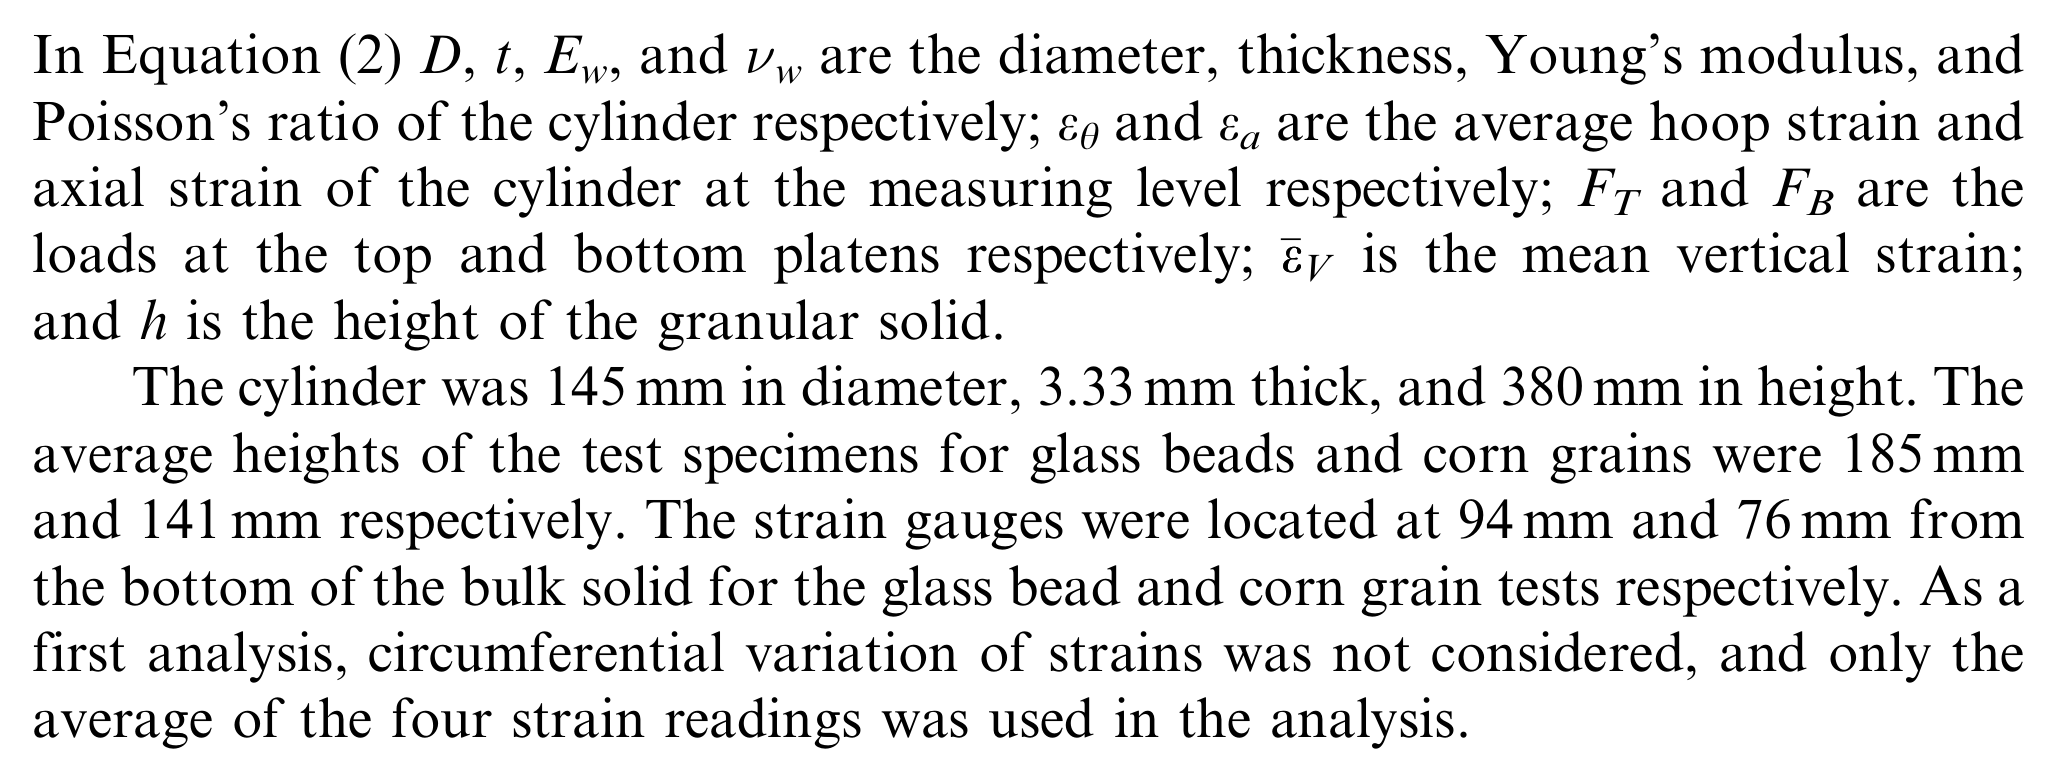 In Equation (2) D, t, E_w, and ν_w are the diameter, thickness, Young's modulus, and
Poisson's ratio of the cylinder respectively; ε_θ and ε_a are the average hoop strain and
axial strain of the cylinder at the measuring level respectively; F_T and F_B are the
loads at the top and bottom platens respectively; ε̄_V is the mean vertical strain;
and h is the height of the granular solid.
The cylinder was 145 mm in diameter, 3.33 mm thick, and 380 mm in height. The
average heights of the test specimens for glass beads and corn grains were 185 mm
and 141 mm respectively. The strain gauges were located at 94 mm and 76 mm from
the bottom of the bulk solid for the glass bead and corn grain tests respectively. As a
first analysis, circumferential variation of strains was not considered, and only the
average of the four strain readings was used in the analysis.